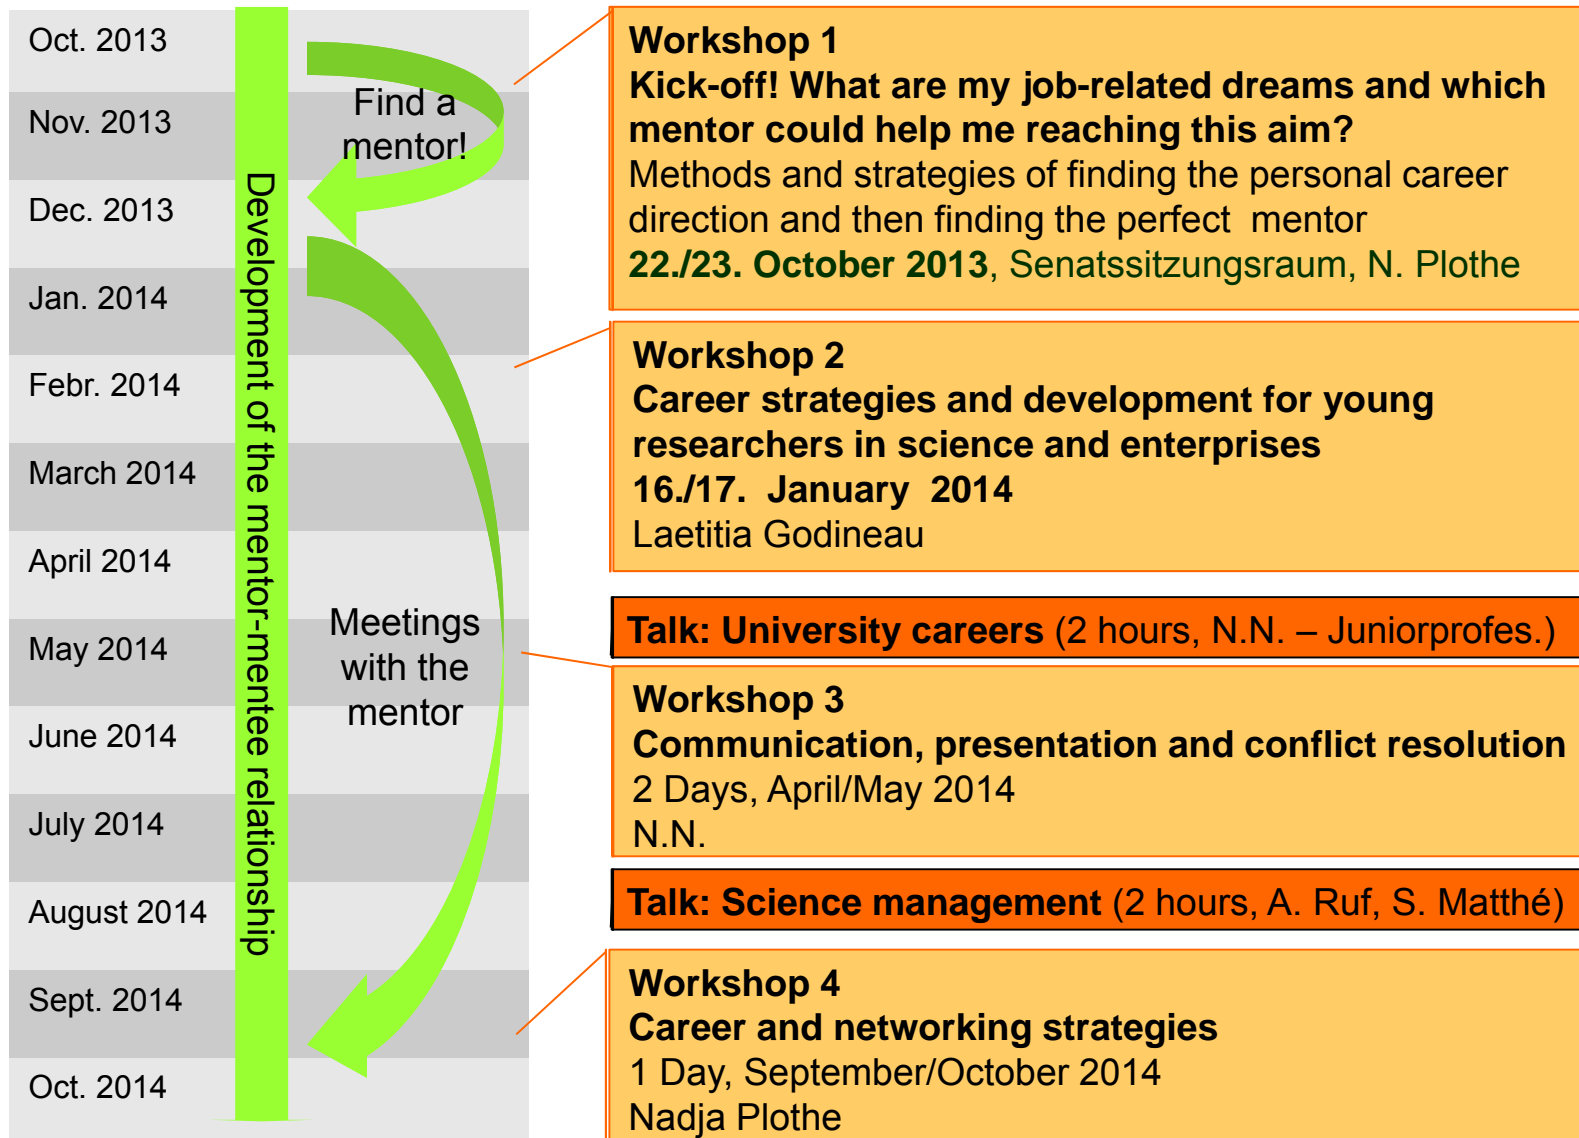 Oct. 2013
Nov. 2013
Dec. 2013
Jan. 2014
Febr. 2014
March 2014
April 2014
May 2014
June 2014
July 2014
August 2014
Sept. 2014
Oct. 2014
Development of the mentor-mentee relationship
Find a
mentor!
Meetings
with the
mentor
Workshop 1
Kick-off! What are my job-related dreams and which
mentor could help me reaching this aim?
Methods and strategies of finding the personal career
direction and then finding the perfect mentor
22./23. October 2013, Senatssitzungsraum, N. Plothe
Workshop 2
Career strategies and development for young
researchers in science and enterprises
16./17. January 2014
Laetitia Godineau
Talk: University careers (2 hours, N.N. – Juniorprofes.)
Workshop 3
Communication, presentation and conflict resolution
2 Days, April/May 2014
N.N.
Talk: Science management (2 hours, A. Ruf, S. Matthé)
Workshop 4
Career and networking strategies
1 Day, September/October 2014
Nadja Plothe